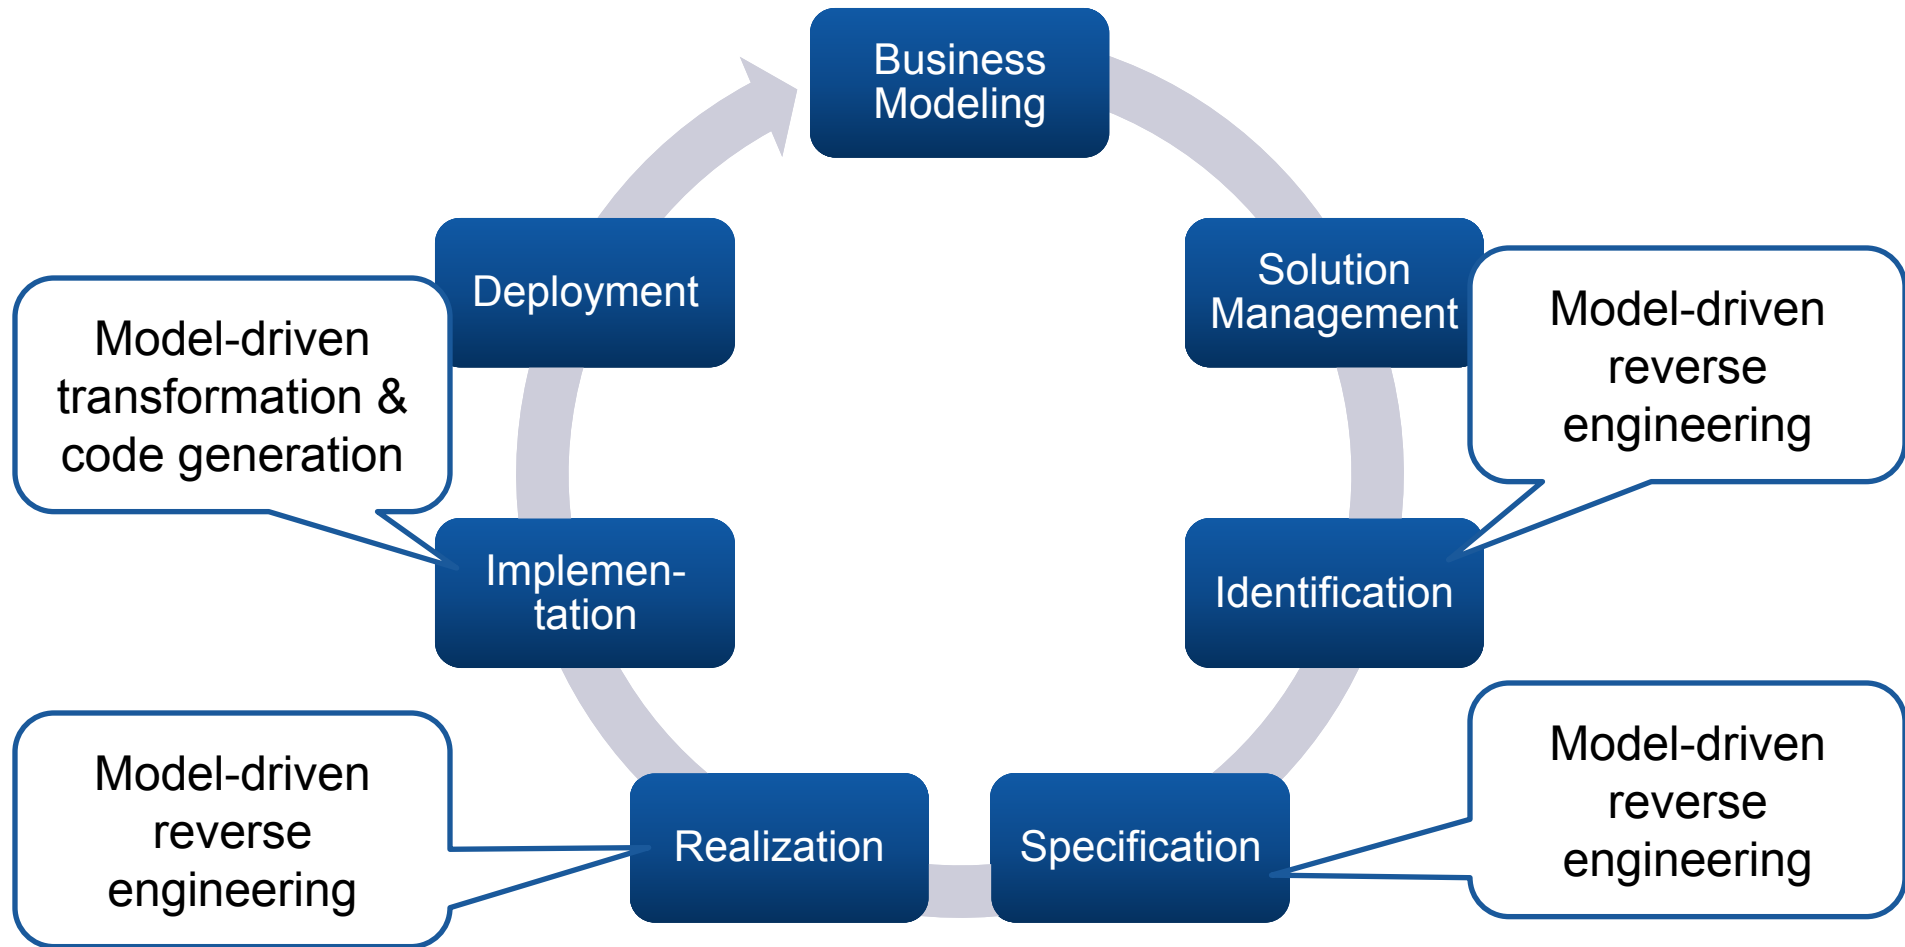 Business
Modeling
Solution
Management
Model-driven
reverse
engineering
Identification
Model-driven
reverse
engineering
Specification
Realization
Model-driven
reverse
engineering
Implemen-
tation
Model-driven
transformation &
code generation
Deployment